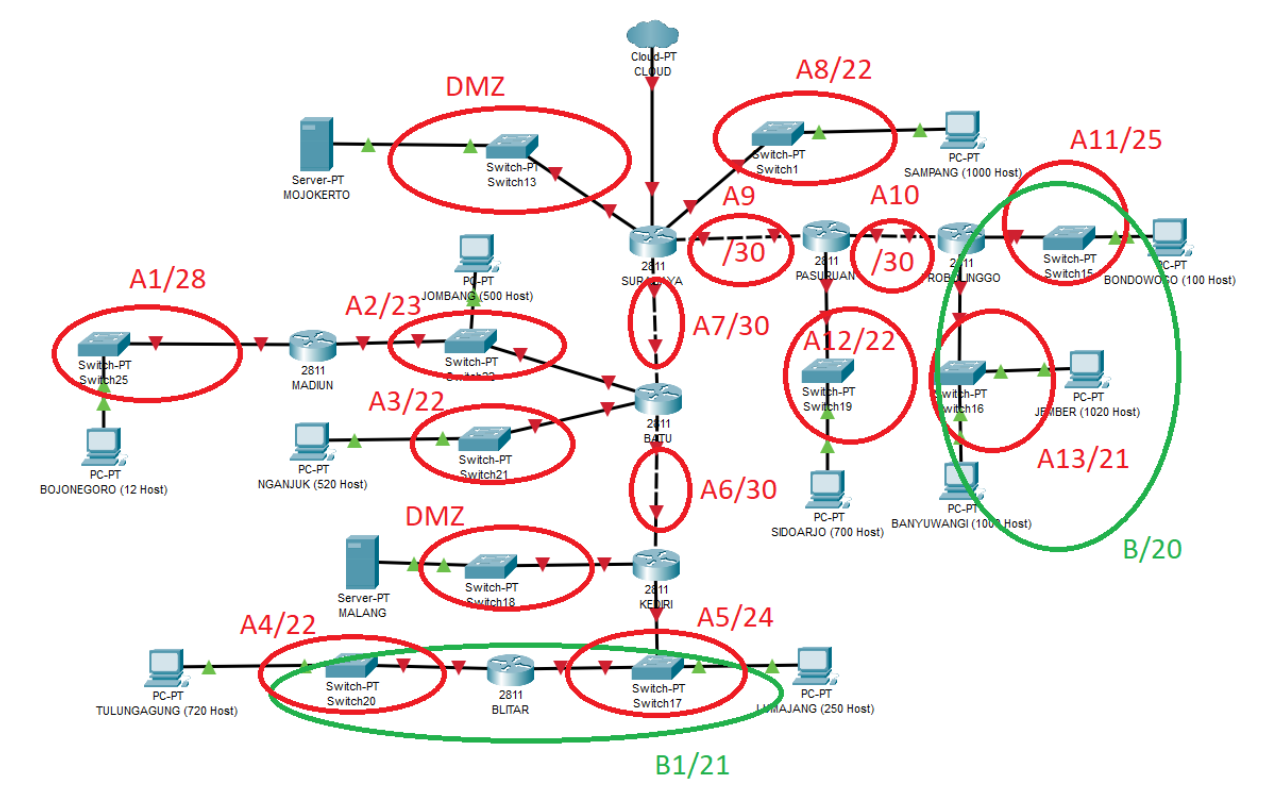 Cloud-PT
CLOUD
DMZ
A8/22
Switch-PT
Switch13
Server-PT
MOJOKERTO
Switch-PT
Switch1
PC-PT
SAMPANG (1000 Host)
A11/25
A9
A10
/30
/30
2811
PASURUAN
2811
Switch-PT
Switch15
PC-PT
BONDOWOSO (100 Host)
A1/28
PC-PT
JOMBANG (500 Host)
A2/23
A7/30
A12/22
Switch-PT
Switch25
2811
MADIUN
Switch-PT
Switch-PT
Switch19
Switch-PT
Switch16
PC-PT
JEMBER (1020 Host)
A3/22
2811
BATU
Switch-PT
Switch21
PC-PT
BOJONEGORO (12 Host)
PC-PT
NGANJUK (520 Host)
A6/30
A13/21
PC-PT
SIDOARJO (700 Host)
PC-PT
BANYUWANGI (1000 Host)
B/20
DMZ
Server-PT
MALANG
Switch-PT
Switch18
2811
KEDIRI
A4/22
A5/24
PC-PT
TULUNGAGUNG (720 Host)
Switch-PT
Switch20
2811
BLITAR
Switch-PT
Switch17
PC-PT
LUMAJANG (250 Host)
B1/21